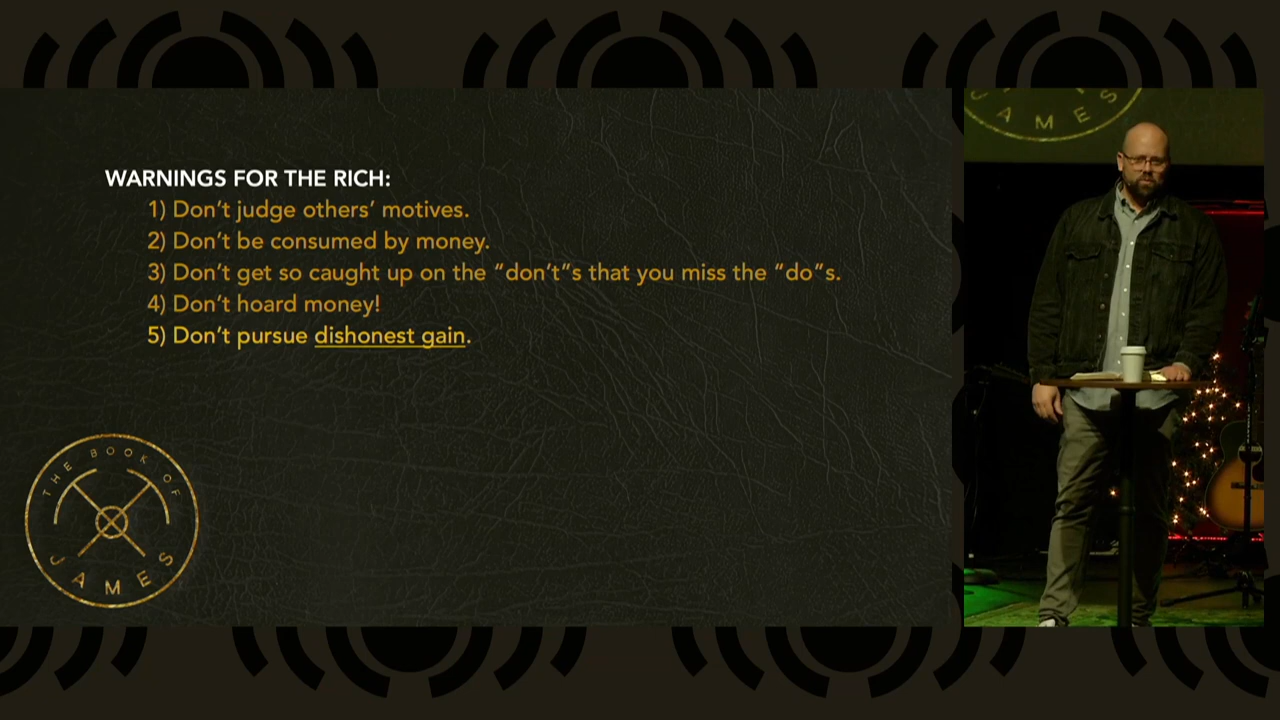 WARNINGS FOR THE RICH:
1) Don’t judge others’ motives.
2) Don’t be consumed by money.
3) Don’t get so caught up on the “don’t”s that you miss the “do”s.
4) Don’t hoard money!
5) Don’t pursue dishonest gain.
THE BOOK OF
JAMES
JAMES